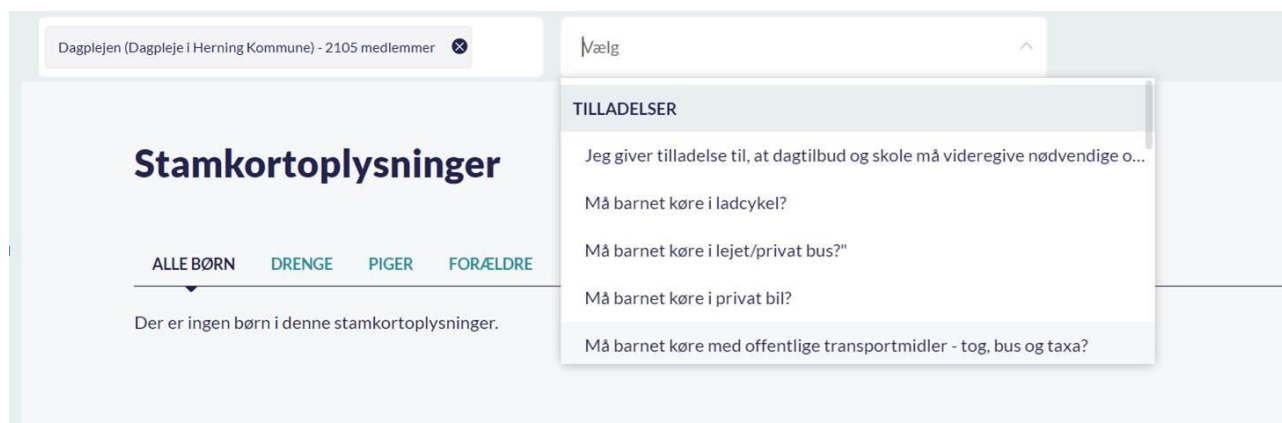 Dagplejen (Dagpleje i Herning Kommune) - 2105 medlemmer
Vælg
TILLADELSER
Jeg giver tilladelse til, at dagtilbud og skole må videregive nødvendige o...
Må barnet køre i ladcykel?
Må barnet køre i lejet/privat bus?"
Må barnet køre i privat bil?
Må barnet køre med offentlige transportmidler - tog, bus og taxa?
Stamkortoplysninger
ALLE BØRN DRENGE PIGER FORÆLDRE
Der er ingen børn i denne stamkortoplysninger.